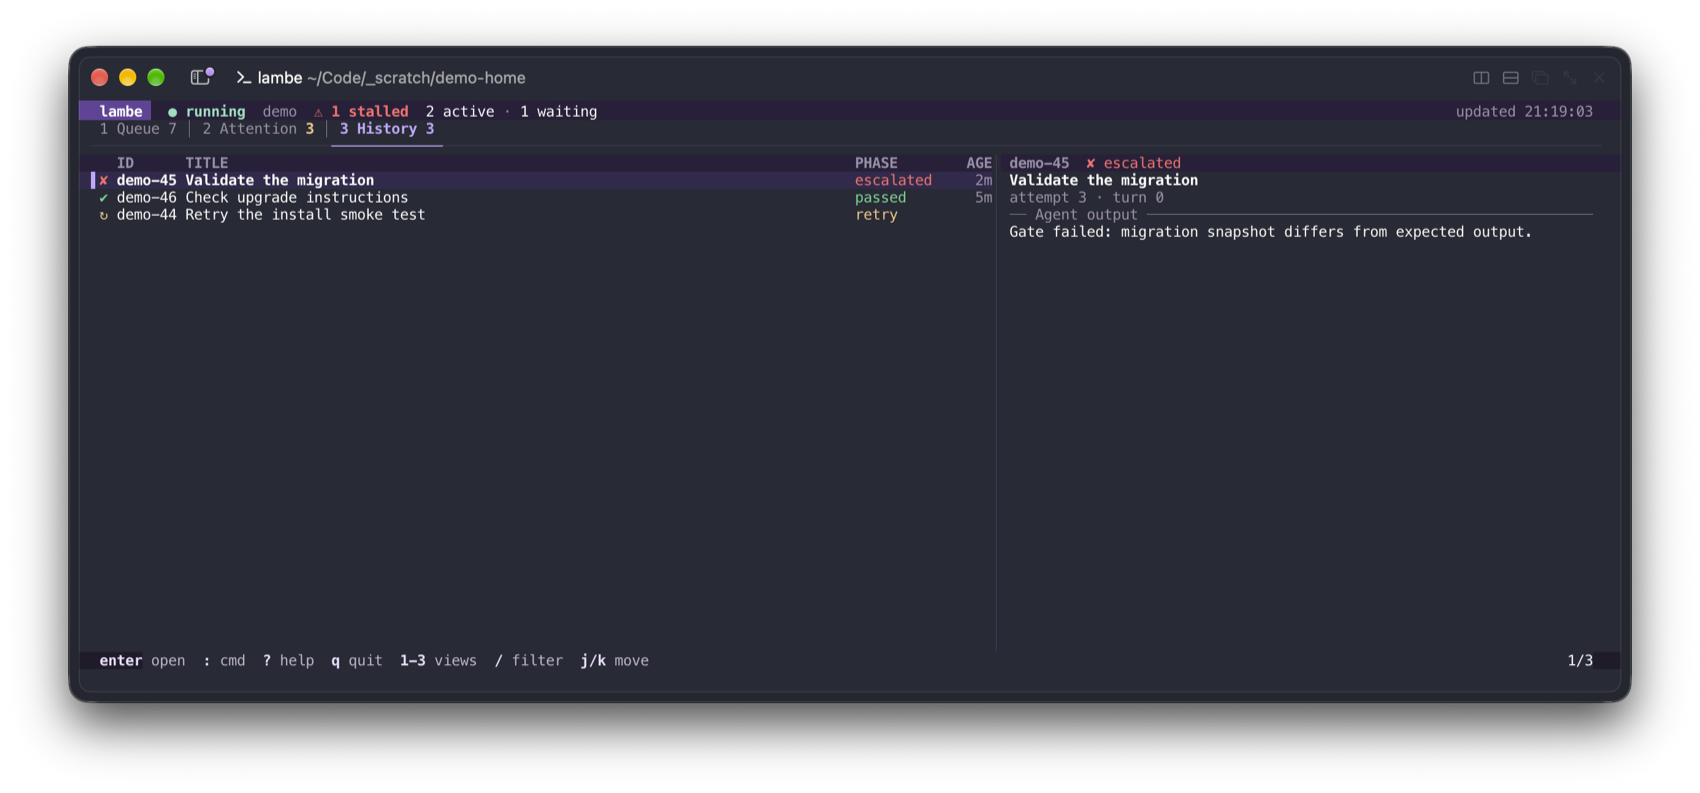 lambe ~/Code/_scratch/demo-home
lambe ● running demo ⚠ 1 stalled 2 active · 1 waiting updated 21:19:03
1 Queue 7 │ 2 Attention 3 │ 3 History 3
ID TITLE PHASE AGE
✘ demo-45 Validate the migration escalated 2m
✔ demo-46 Check upgrade instructions passed 5m
↻ demo-44 Retry the install smoke test retry
demo-45 ✘ escalated
Validate the migration
attempt 3 · turn 0
── Agent output ──
Gate failed: migration snapshot differs from expected output.
enter open : cmd ? help q quit 1-3 views / filter j/k move 1/3